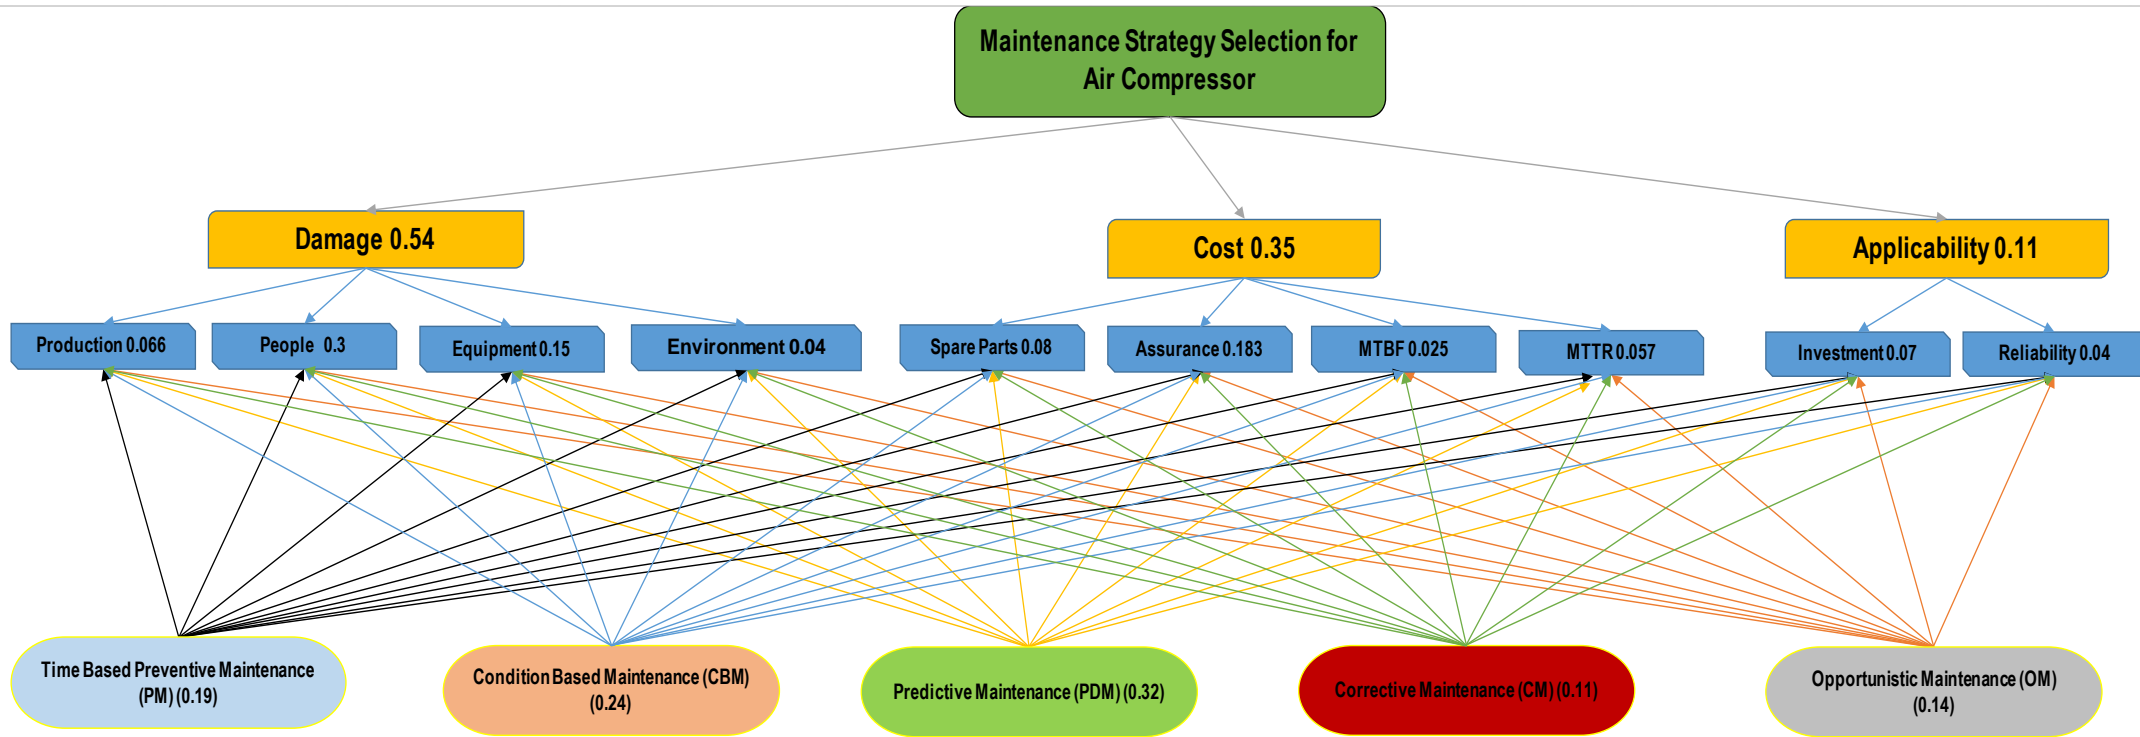 Maintenance Strategy Selection for
Air Compressor
Damage 0.54
Cost 0.35
Applicability 0.11
Production 0.066
People 0.3
Equipment 0.15
Environment 0.04
Spare Parts 0.08
Assurance 0.183
MTBF 0.025
MTTR 0.057
Investment 0.07
Reliability 0.04
Time Based Preventive Maintenance
(PM) (0.19)
Condition Based Maintenance (CBM)
(0.24)
Predictive Maintenance (PDM) (0.32)
Corrective Maintenance (CM) (0.11)
Opportunistic Maintenance (OM)
(0.14)